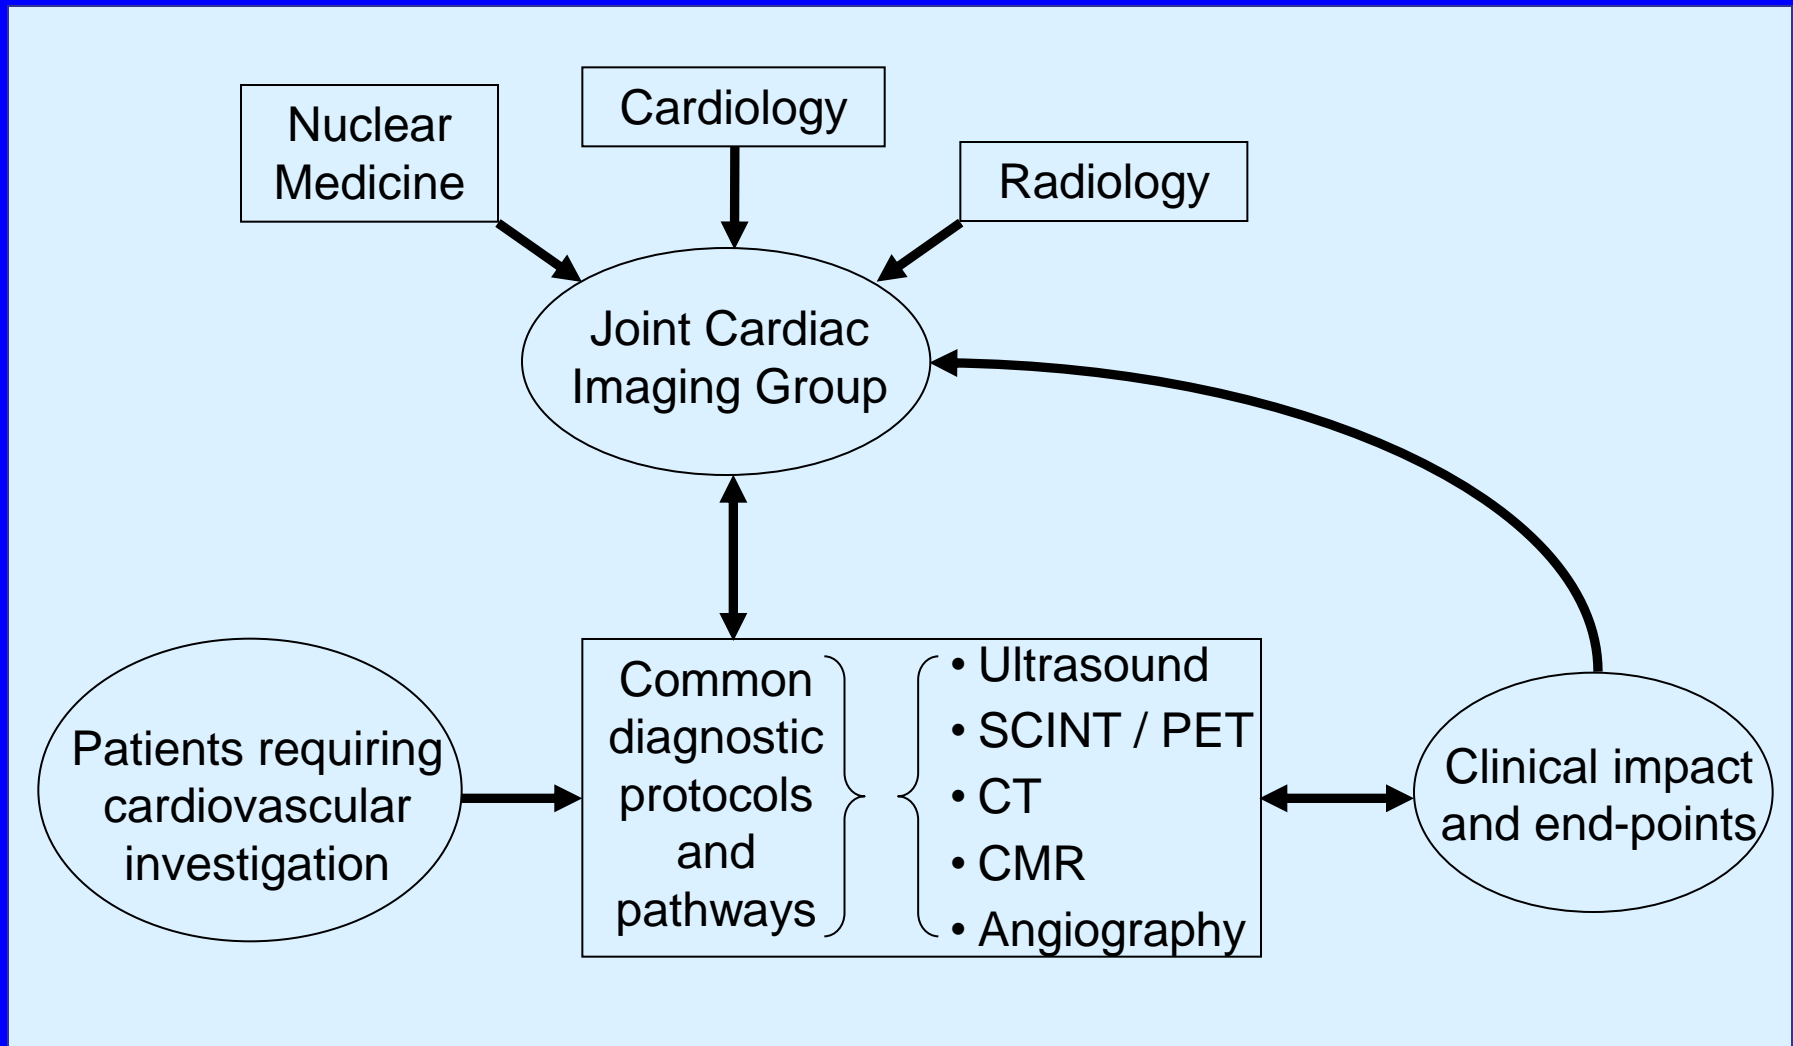 Nuclear
Medicine
Cardiology
Radiology
Joint Cardiac
Imaging Group
Patients requiring
cardiovascular
investigation
Common
diagnostic
protocols
and
pathways
• Ultrasound
• SCINT / PET
• CT
• CMR
• Angiography
Clinical impact
and end-points